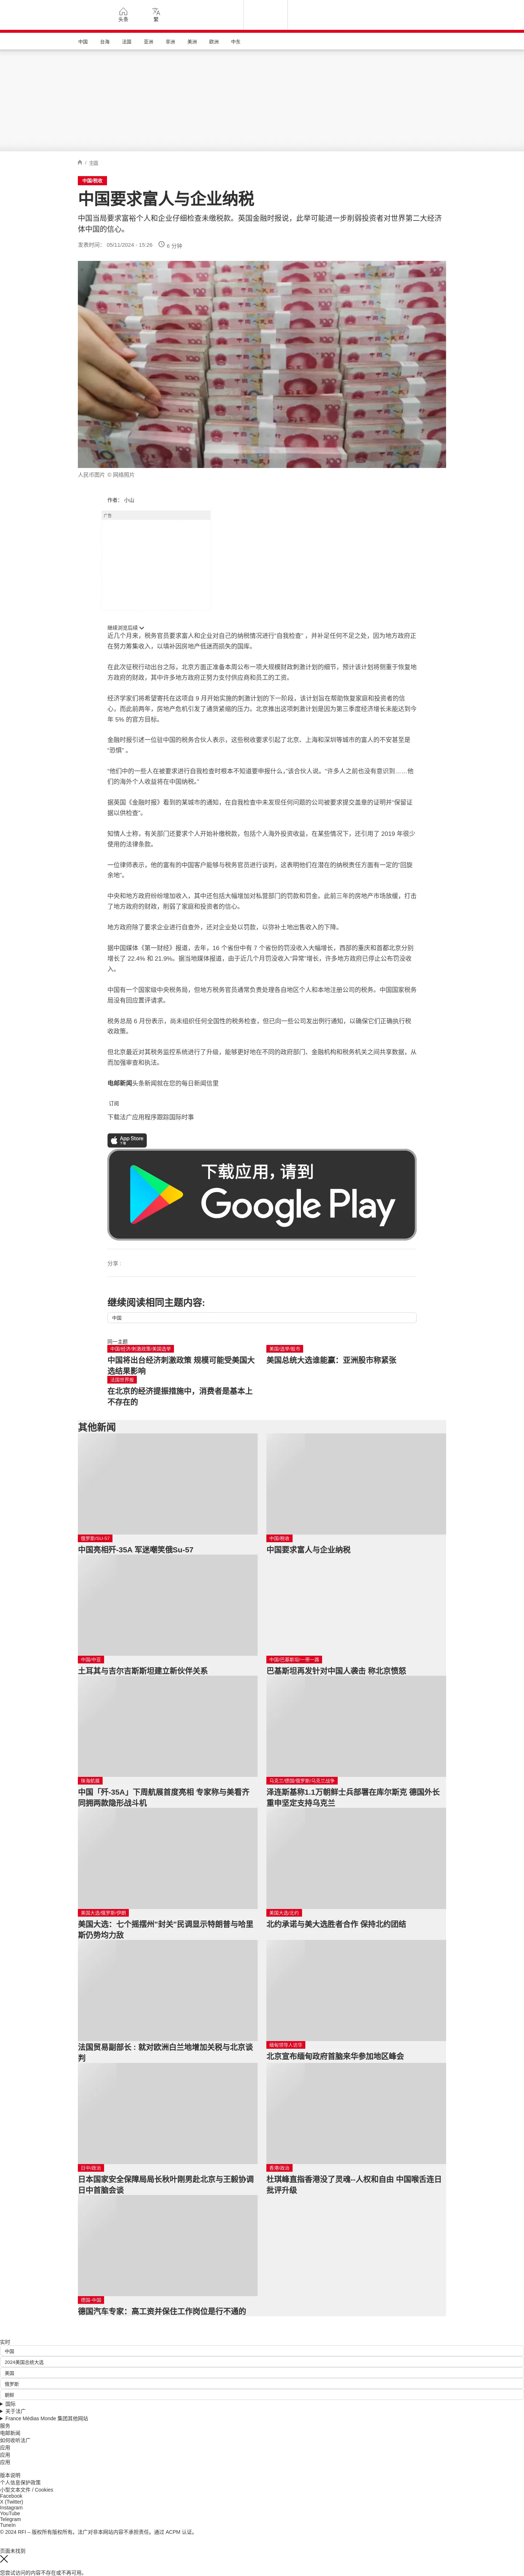 头条
繁
中国
台海
法国
亚洲
非洲
美洲
欧洲
中东
/ 法国
中国/税收
中国要求富人与企业纳税
中国当局要求富裕个人和企业仔细检查未缴税款。英国金融时报说，此举可能进一步削弱投资者对世界第二大经济
体中国的信心。
发表时间： 05/11/2024 - 15:26 6 分钟
人民币图片 © 网络照片
作者： 小山
广告
继续浏览后续
近几个月来，税务官员要求富人和企业对自己的纳税情况进行“自我检查” ，并补足任何不足之处，因为地方政府正
在努力筹集收入，以填补因房地产低迷而损失的国库。
在此次征税行动出台之际，北京方面正准备本周公布一项大规模财政刺激计划的细节，预计该计划将侧重于恢复地
方政府的财政，其中许多地方政府正努力支付供应商和员工的工资。
经济学家们将希望寄托在这项自 9 月开始实施的刺激计划的下一阶段，该计划旨在帮助恢复家庭和投资者的信
心，而此前两年，房地产危机引发了通货紧缩的压力。北京推出这项刺激计划是因为第三季度经济增长未能达到今
年 5% 的官方目标。
金融时报引述一位驻中国的税务合伙人表示，这些税收要求引起了北京、上海和深圳等城市的富人的不安甚至是
“恐惧” 。
“他们中的一些人在被要求进行自我检查时根本不知道要申报什么，”该合伙人说。“许多人之前也没有意识到……他
们的海外个人收益将在中国纳税。”
据英国《金融时报》看到的某城市的通知，在自我检查中未发现任何问题的公司被要求提交盖章的证明并“保留证
据以供检查”。
知情人士称，有关部门还要求个人开始补缴税款，包括个人海外投资收益，在某些情况下，还引用了 2019 年很少
使用的法律条款。
一位律师表示，他的富有的中国客户能够与税务官员进行谈判，这表明他们在潜在的纳税责任方面有一定的“回旋
余地”。
中央和地方政府纷纷增加收入，其中还包括大幅增加对私营部门的罚款和罚金。此前三年的房地产市场放缓，打击
了地方政府的财政，削弱了家庭和投资者的信心。
地方政府除了要求企业进行自查外，还对企业处以罚款，以弥补土地出售收入的下降。
据中国媒体《第一财经》报道，去年，16 个省份中有 7 个省份的罚没收入大幅增长，西部的重庆和首都北京分别
增长了 22.4% 和 21.9%。据当地媒体报道，由于近几个月罚没收入“异常”增长，许多地方政府已停止公布罚没收
入。
中国有一个国家级中央税务局，但地方税务官员通常负责处理各自地区个人和本地注册公司的税务。中国国家税务
局没有回应置评请求。
税务总局 6 月份表示，尚未组织任何全国性的税务检查，但已向一些公司发出例行通知，以确保它们正确执行税
收政策。
但北京最近对其税务监控系统进行了升级，能够更好地在不同的政府部门、金融机构和税务机关之间共享数据，从
而加强审查和执法。
电邮新闻头条新闻就在您的每日新闻信里
订阅
下载法广应用程序跟踪国际时事
App Store
下载
下载应用，请到
Google Play
分享 :
继续阅读相同主题内容:
中国
同一主题
中国/经济/刺激政策/美国选举
中国将出台经济刺激政策 规模可能受美国大
选结果影响
美国/选举/股市
美国总统大选谁能赢：亚洲股市称紧张
法国世界报
在北京的经济提振措施中，消费者是基本上
不存在的
其他新闻
俄罗斯/SU-57
中国亮相歼-35A 军迷嘲笑俄Su-57
中国/税收
中国要求富人与企业纳税
中国/中亚
土耳其与吉尔吉斯斯坦建立新伙伴关系
中国/巴基斯坦/一带一路
巴基斯坦再发针对中国人袭击 称北京愤怒
珠海航展
中国「歼-35A」下周航展首度亮相 专家称与美看齐
同拥两款隐形战斗机
乌克兰/德国/俄罗斯/乌克兰战争
泽连斯基称1.1万朝鲜士兵部署在库尔斯克 德国外长
重申坚定支持乌克兰
美国大选/俄罗斯/伊朗
美国大选：七个摇摆州"封关"民调显示特朗普与哈里
斯仍势均力敌
美国大选/北约
北约承诺与美大选胜者合作 保持北约团结
法国贸易副部长 : 就对欧洲白兰地增加关税与北京谈
判
缅甸领导人访华
北京宣布缅甸政府首脑来华参加地区峰会
日中/政治
日本国家安全保障局局长秋叶刚男赴北京与王毅协调
日中首脑会谈
香港/政治
杜琪峰直指香港没了灵魂--人权和自由 中国喉舌连日
批评升级
德国-中国
德国汽车专家：高工资并保住工作岗位是行不通的
实时
中国
2024美国总统大选
美国
俄罗斯
朝鲜
国际
关于法广
France Médias Monde 集团其他网站
服务
电邮新闻
如何收听法广
应用
应用
应用
版本说明
个人信息保护政策
小型文本文件 / Cookies
Facebook
X (Twitter)
Instagram
YouTube
Telegram
TuneIn
© 2024 RFI – 版权所有版权所有。法广对非本网站内容不承担责任。通过 ACPM 认证。
页面未找到
您尝试访问的内容不存在或不再可用。